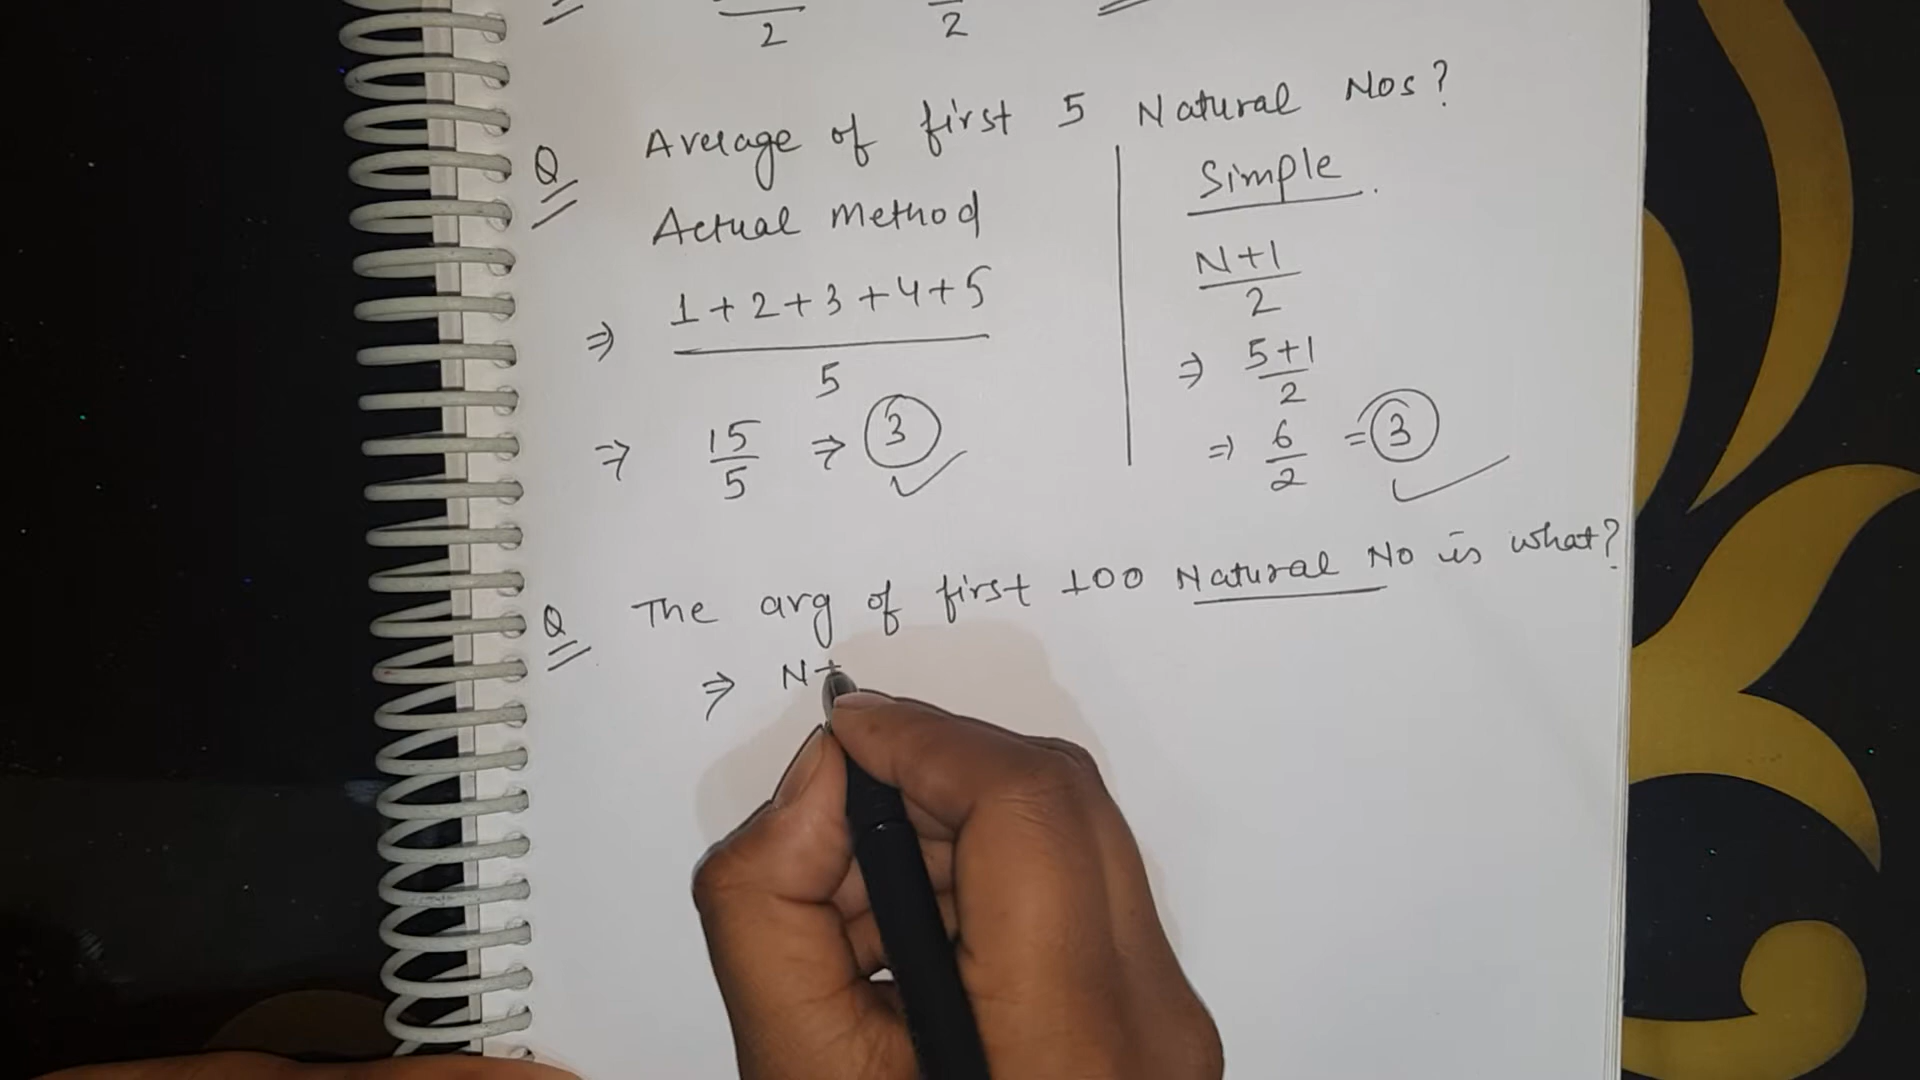 2 2
Q Average of first 5 Natural Nos?
Actual Method
⇒ 1+2+3+4+5
5
⇒ 15/5 ⇒ 3
Simple.
N+1
2
⇒ 5+1
2
⇒ 6/2 = 3
Q The avg of first 100 Natural No is what?
⇒ N+